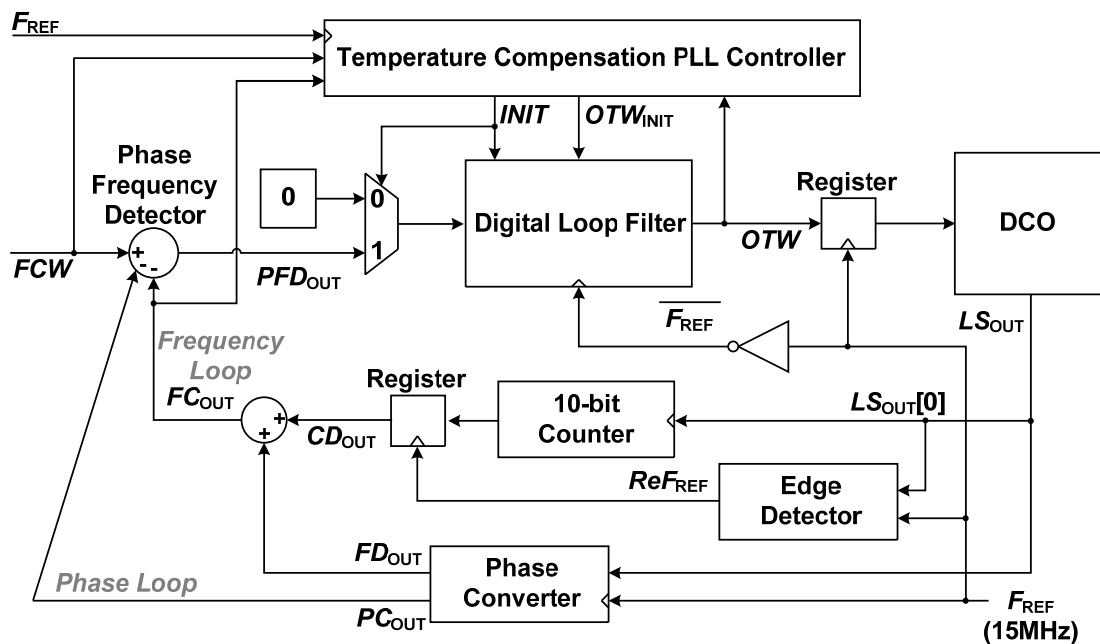 FREF
Temperature Compensation PLL Controller
INIT
OTWINIT
Phase
Frequency
Detector
0
0
1
Digital Loop Filter
Register
DCO
+
- -
FCW
PFDOUT
OTW
FREF
LSOUT
Frequency
Loop
FCOUT
Register
10-bit
Counter
LSOUT[0]
+
+
CDOUT
ReFREF
Edge
Detector
FDOUT
Phase Loop
Phase
Converter
PCOUT
FREF
(15MHz)